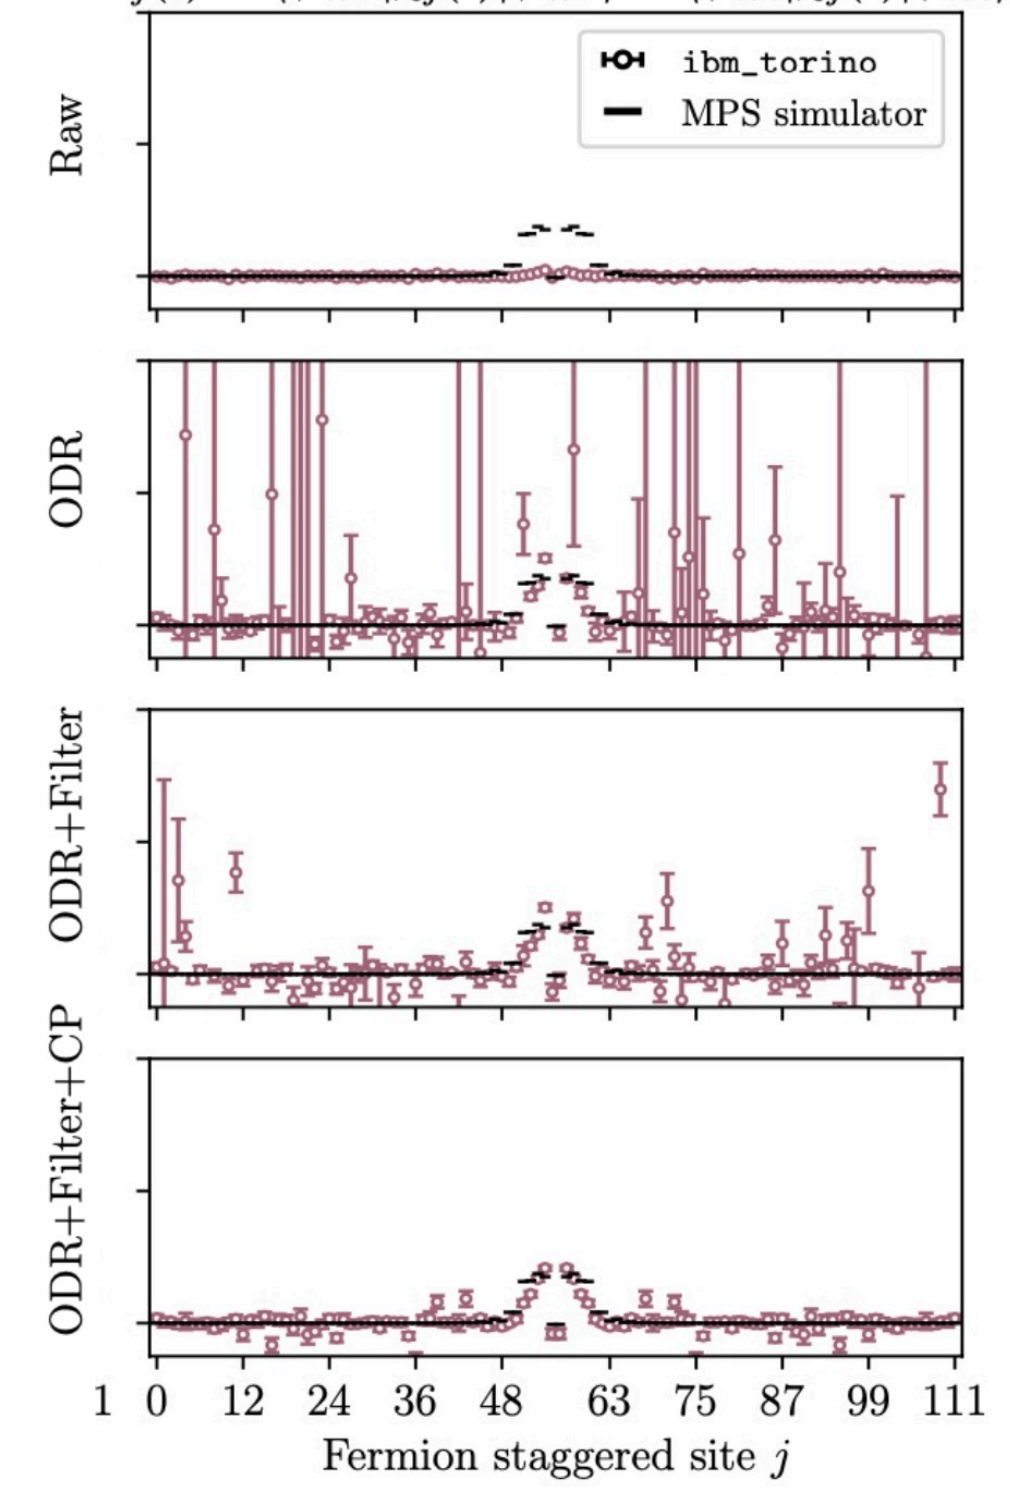 Raw
ibm_torino
MPS simulator
ODR
ODR+Filter
ODR+Filter+CP
1 0 12 24 36 48 63 75 87 99 111
Fermion staggered site j